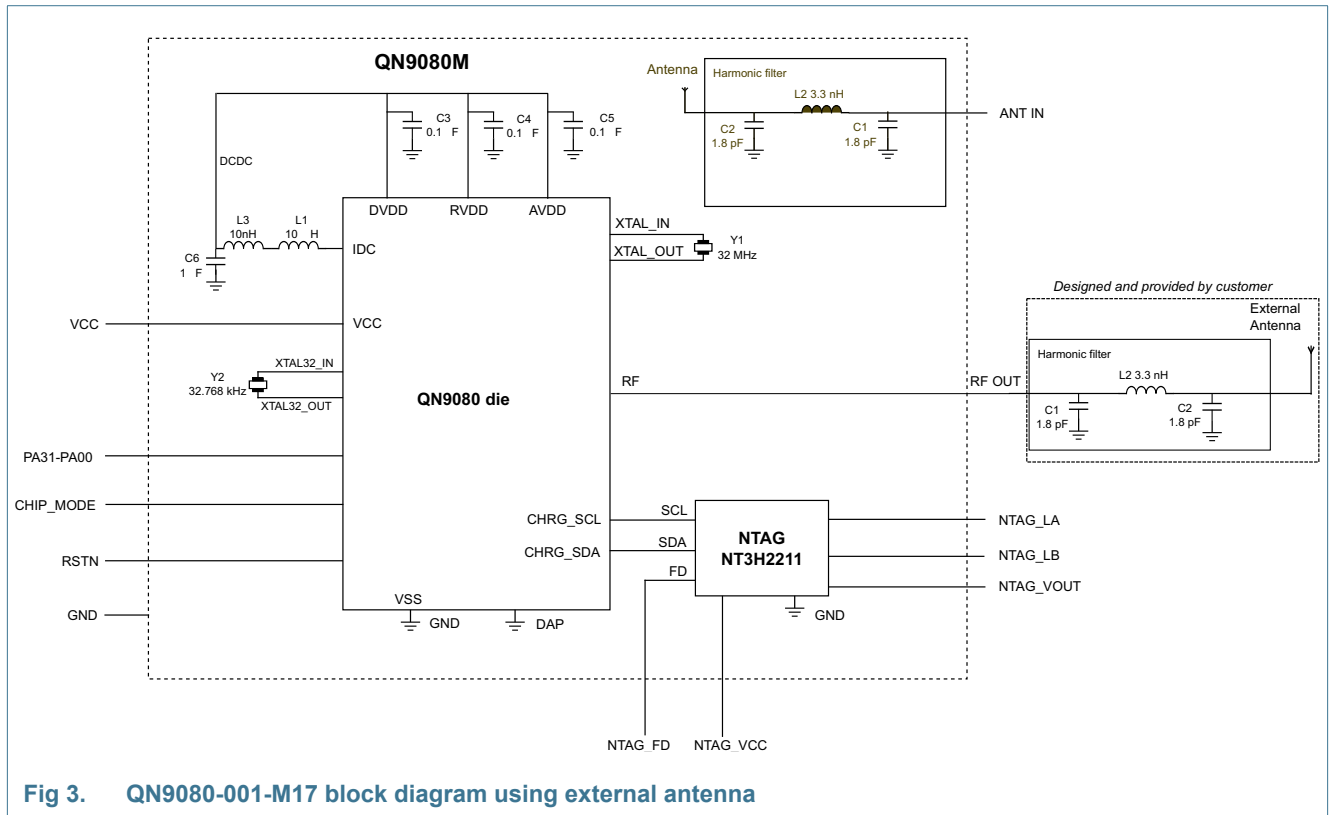 QN9080M
Antenna
Harmonic filter
L2 3.3 nH
C2
1.8 pF
C1
1.8 pF
ANT IN
C3
0.1 F
C4
0.1 F
C5
0.1 F
DCDC
L3
10nH
L1
10 H
C6
1 F
DVDD
RVDD
AVDD
IDC
XTAL_IN
XTAL_OUT
Y1
32 MHz
VCC
VCC
XTAL32_IN
Y2
32.768 kHz
XTAL32_OUT
QN9080 die
RF
RF OUT
Designed and provided by customer
External
Antenna
Harmonic filter
L2 3.3 nH
C1
1.8 pF
C2
1.8 pF
PA31-PA00
CHIP_MODE
RSTN
GND
CHRG_SCL
CHRG_SDA
SCL
SDA
FD
NTAG
NT3H2211
NTAG_LA
NTAG_LB
NTAG_VOUT
GND
VSS
GND
DAP
NTAG_FD
NTAG_VCC
Fig 3. QN9080-001-M17 block diagram using external antenna